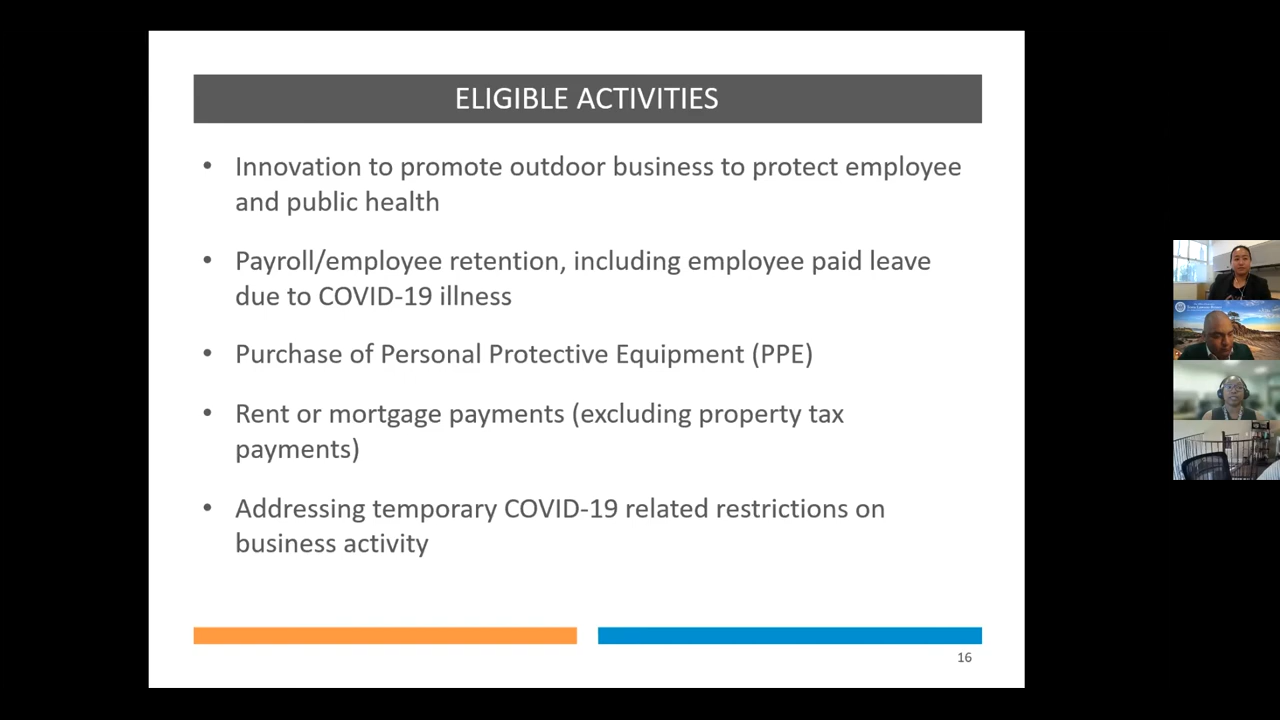 ELIGIBLE ACTIVITIES
• Innovation to promote outdoor business to protect employee
and public health
• Payroll/employee retention, including employee paid leave
due to COVID-19 illness
• Purchase of Personal Protective Equipment (PPE)
• Rent or mortgage payments (excluding property tax
payments)
• Addressing temporary COVID-19 related restrictions on
business activity
16